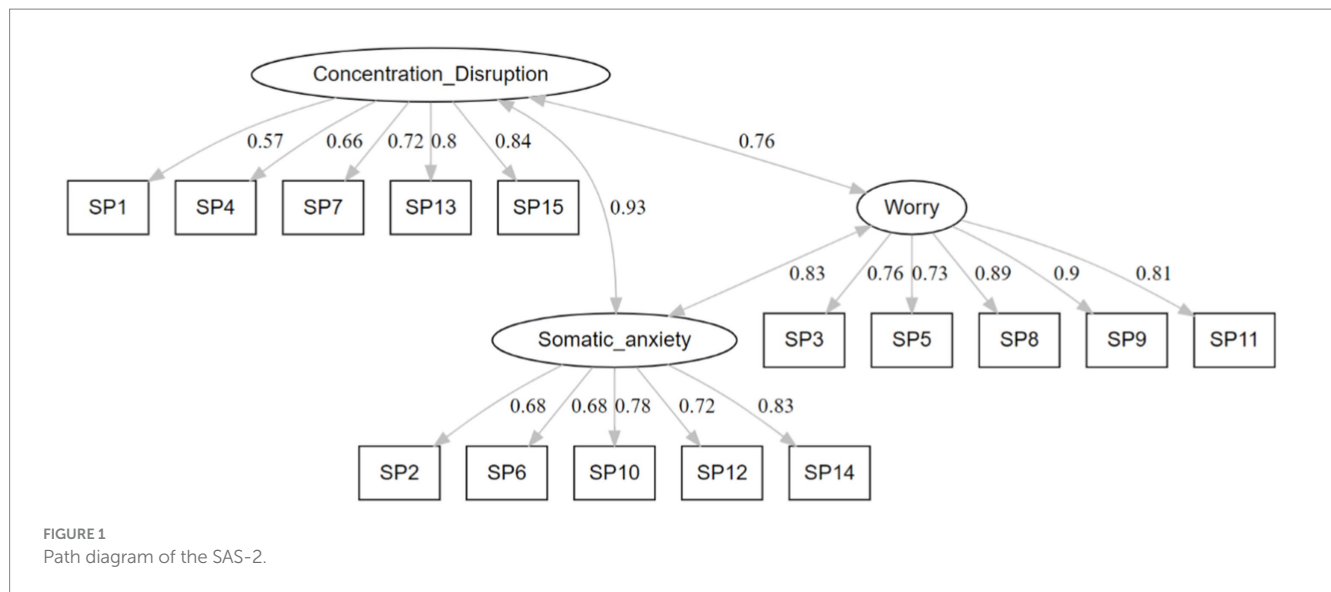 Concentration_Disruption
0.57
0.66
0.72
0.8
0.84
0.76
SP1
SP4
SP7
SP13
SP15
0.93
Worry
0.83
0.76
0.73
0.89
0.9
0.81
Somatic_anxiety
SP3
SP5
SP8
SP9
SP11
0.68
0.68
0.78
0.72
0.83
SP2
SP6
SP10
SP12
SP14
FIGURE 1
Path diagram of the SAS-2.